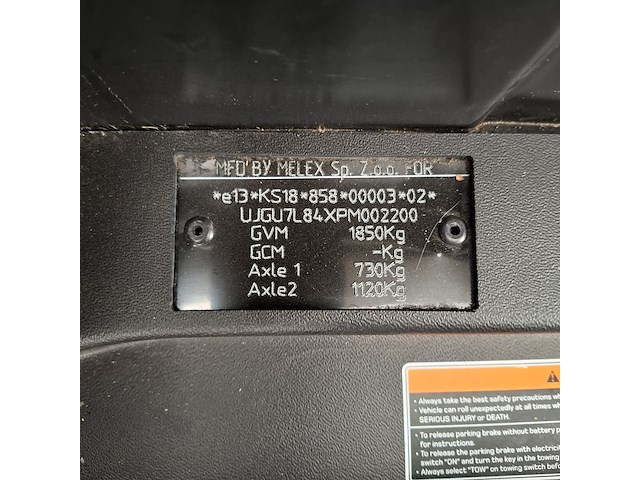 MFD BY MELEX Sp. Z.o.o. FOR
*e13*KS18*858*00003*02*
UJGU7L84XPM002200
GVM 1850Kg
GCM -Kg
Axle 1 730Kg
Axle2 1120Kg
• Always take the best safety precautions
• Vehicle can roll unexpectedly at all times
SERIOUS INJURY or DEATH.
• To release parking brake without battery
for instructions.
• To release the parking brake with
switch "ON" and turn the key in the towing
• Always select "TOW" on towing switch